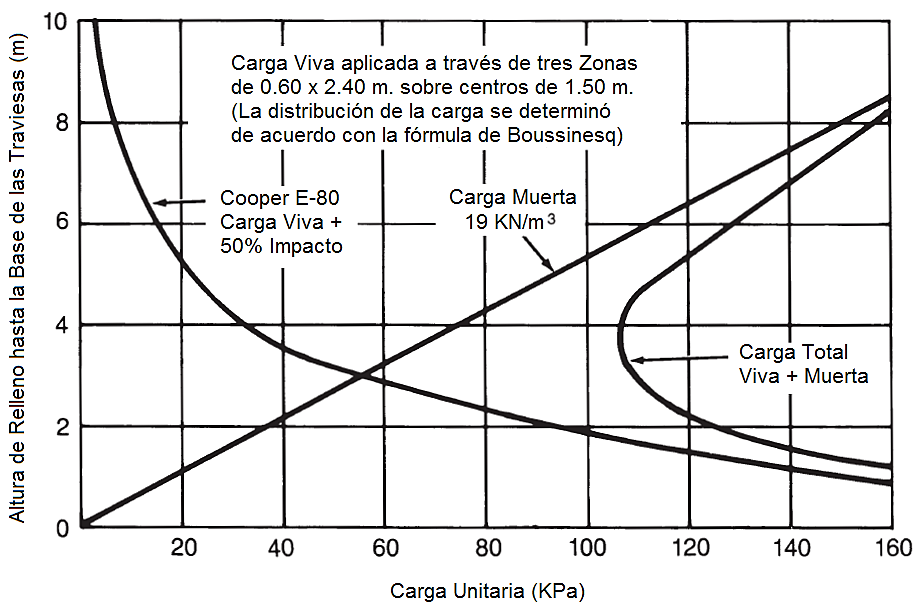 Carga Viva aplicada a través de tres Zonas
de 0.60 x 2.40 m. sobre centros de 1.50 m.
(La distribución de la carga se determinó
de acuerdo con la fórmula de Boussinesq)
Cooper E-80
Carga Viva +
50% Impacto
Carga Muerta
19 KN/m³
Carga Total
Viva + Muerta
Altura de Relleno hasta la Base de las Traviesas (m)
10
8
6
4
2
0
20 40 60 80 100 120 140 160
Carga Unitaria (KPa)